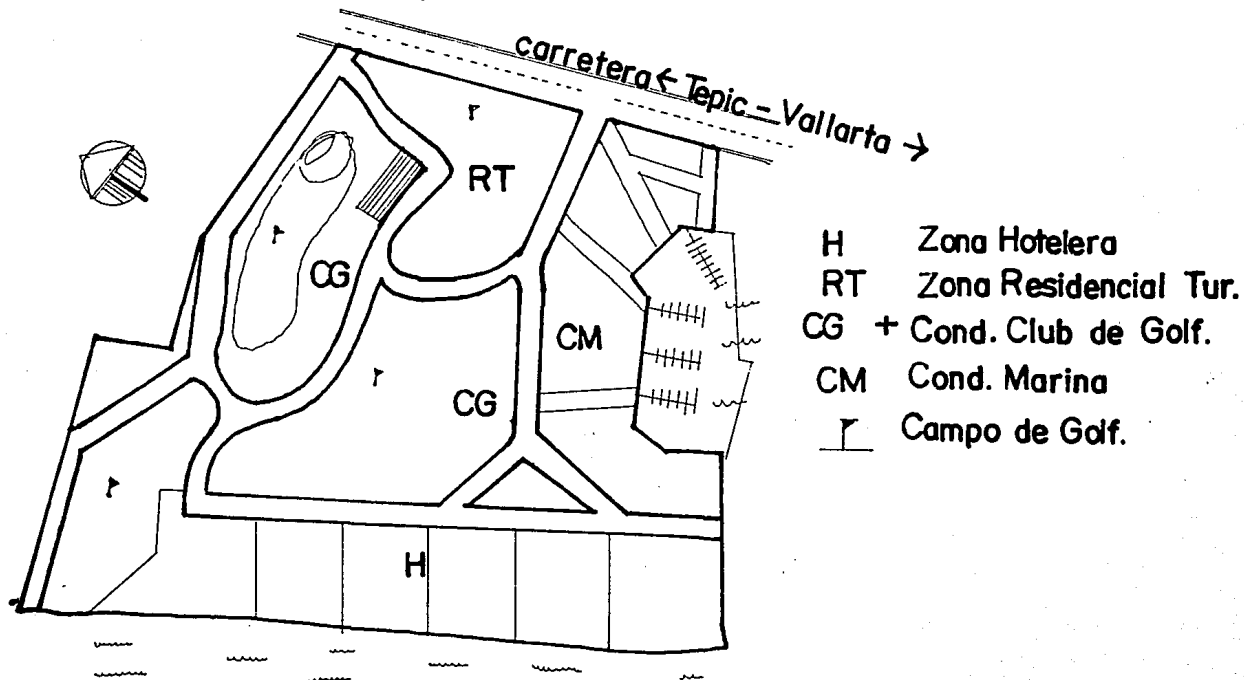 carretera ← Tepic - Vallarta →
RT
CG
CM
CG
H
H Zona Hotelera
RT Zona Residencial Tur.
CG + Cond. Club de Golf.
CM Cond. Marina
Campo de Golf.